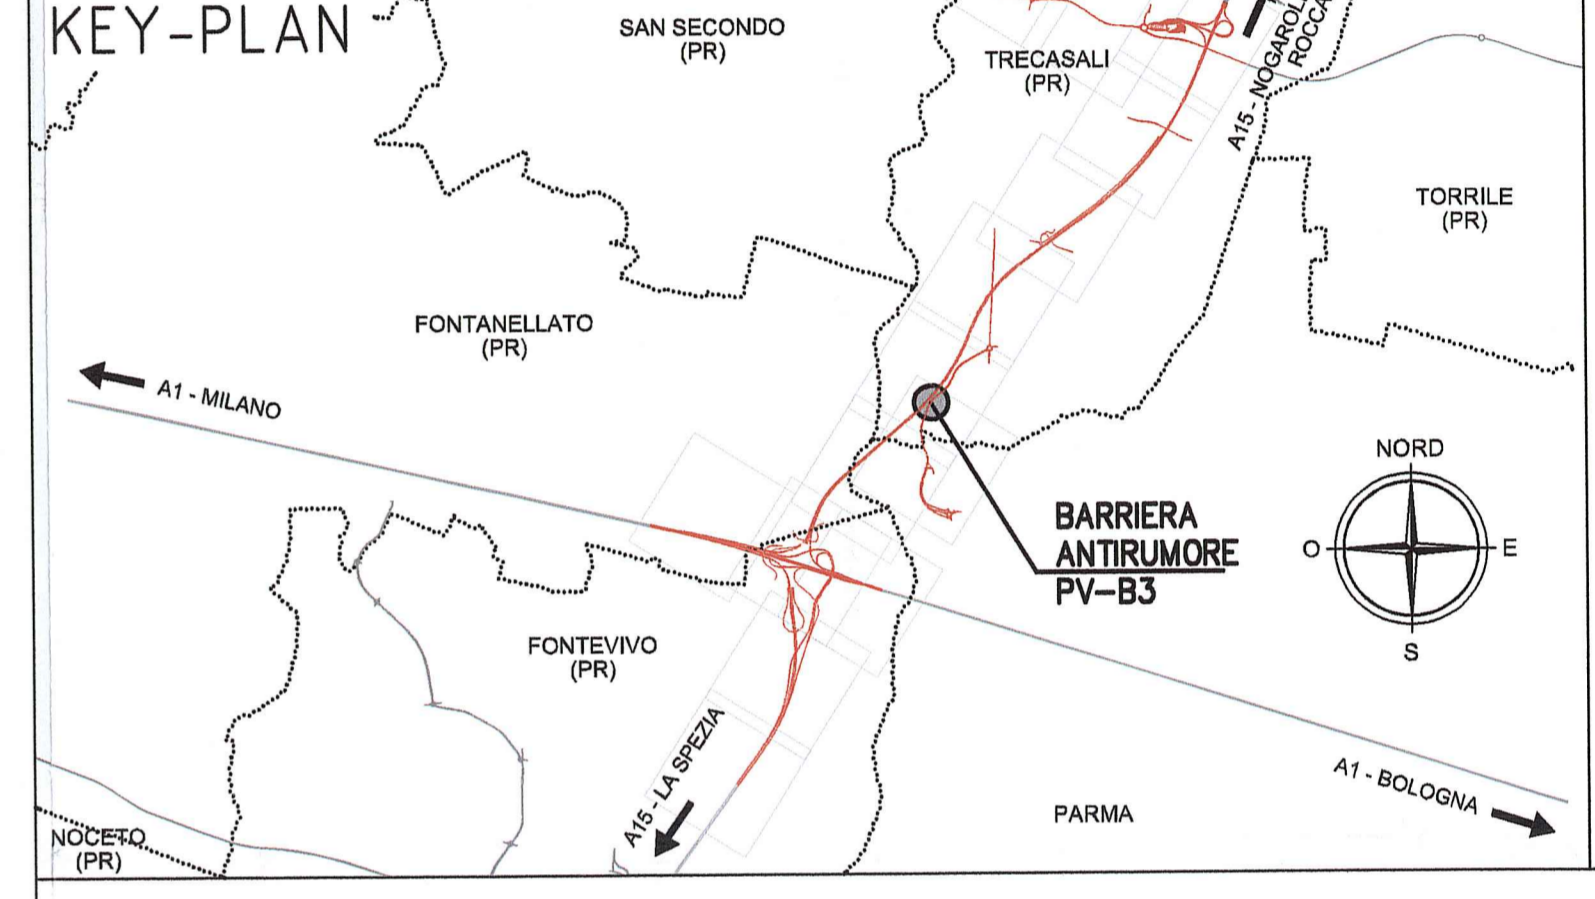 KEY-PLAN
SAN SECONDO
(PR)
TRECASALI
(PR)
A15 - NOGAROL
ROCCA
TORRILE
(PR)
FONTANELLATO
(PR)
A1 - MILANO
NORD
O
E
S
BARRIERA
ANTIRUMORE
PV-B3
FONTEVIVO
(PR)
A15 - LA SPEZIA
A1 - BOLOGNA
PARMA
NOCETO
(PR)